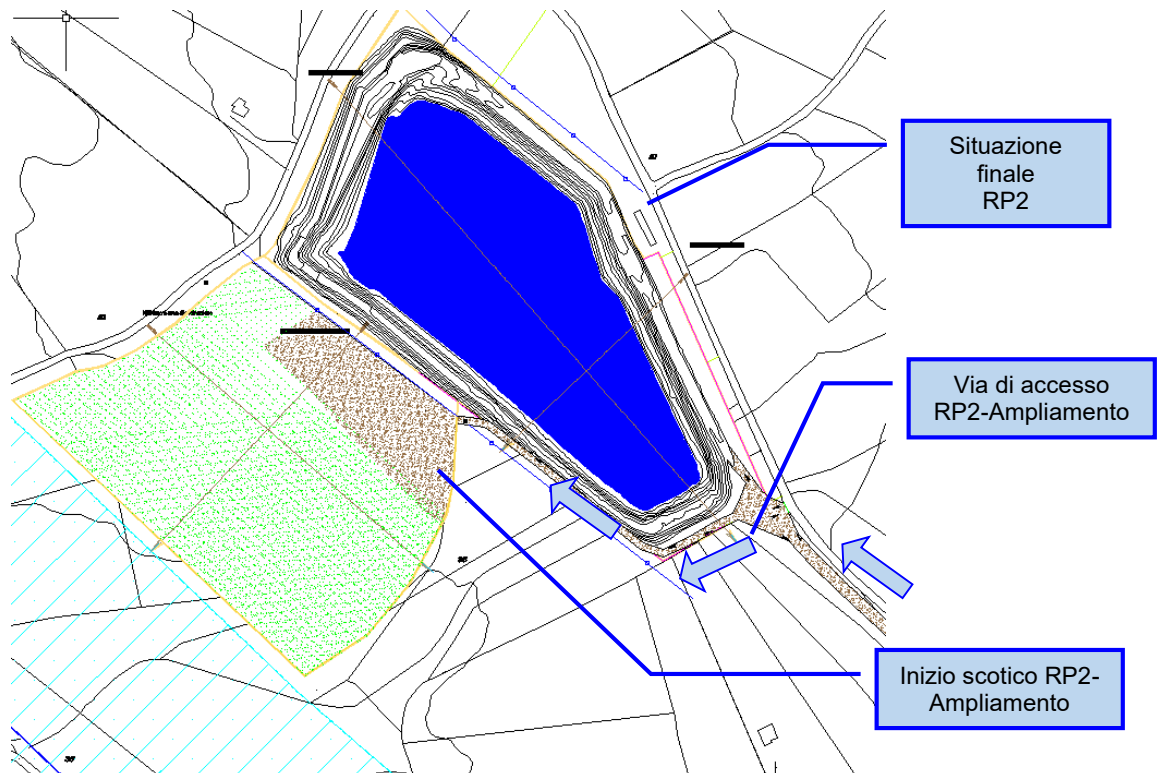 Situazione
finale
RP2
Via di accesso
RP2-Ampliamento
Inizio scotico RP2-
Ampliamento